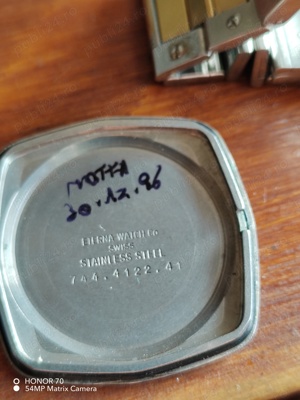 30.12.96
ETERNA WATCH Co
SWISS
STAINLESS STEEL
744.4122.41
HONOR 70
54MP Matrix Camera